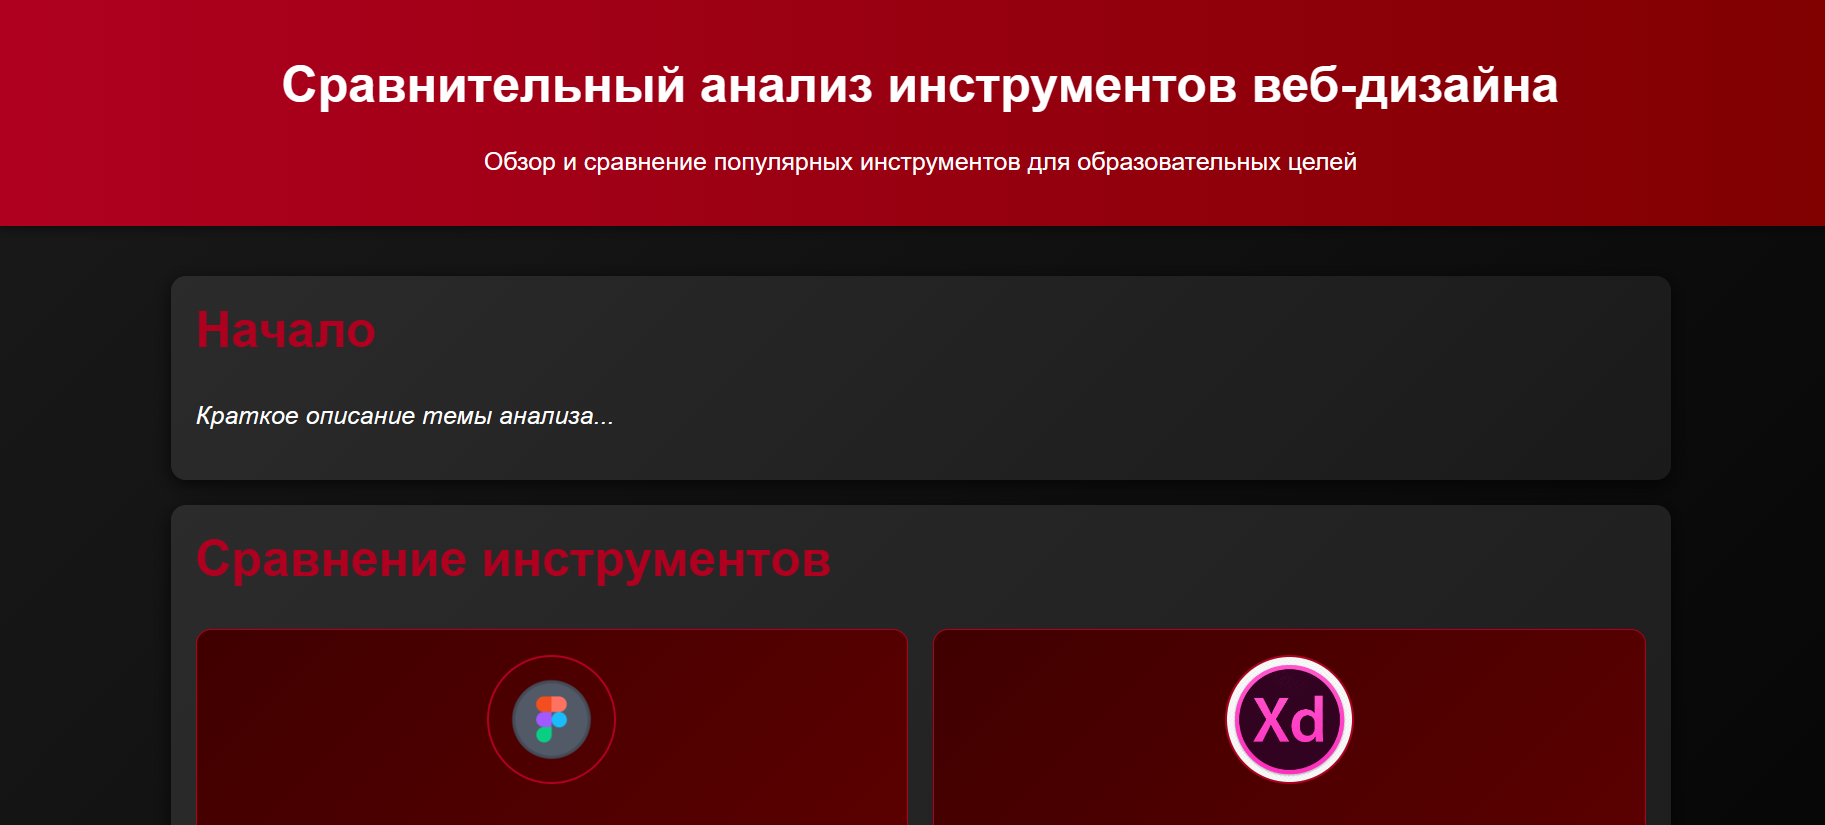 Сравнительный анализ инструментов веб-дизайна
Обзор и сравнение популярных инструментов для образовательных целей
Начало
Краткое описание темы анализа...
Сравнение инструментов
Xd